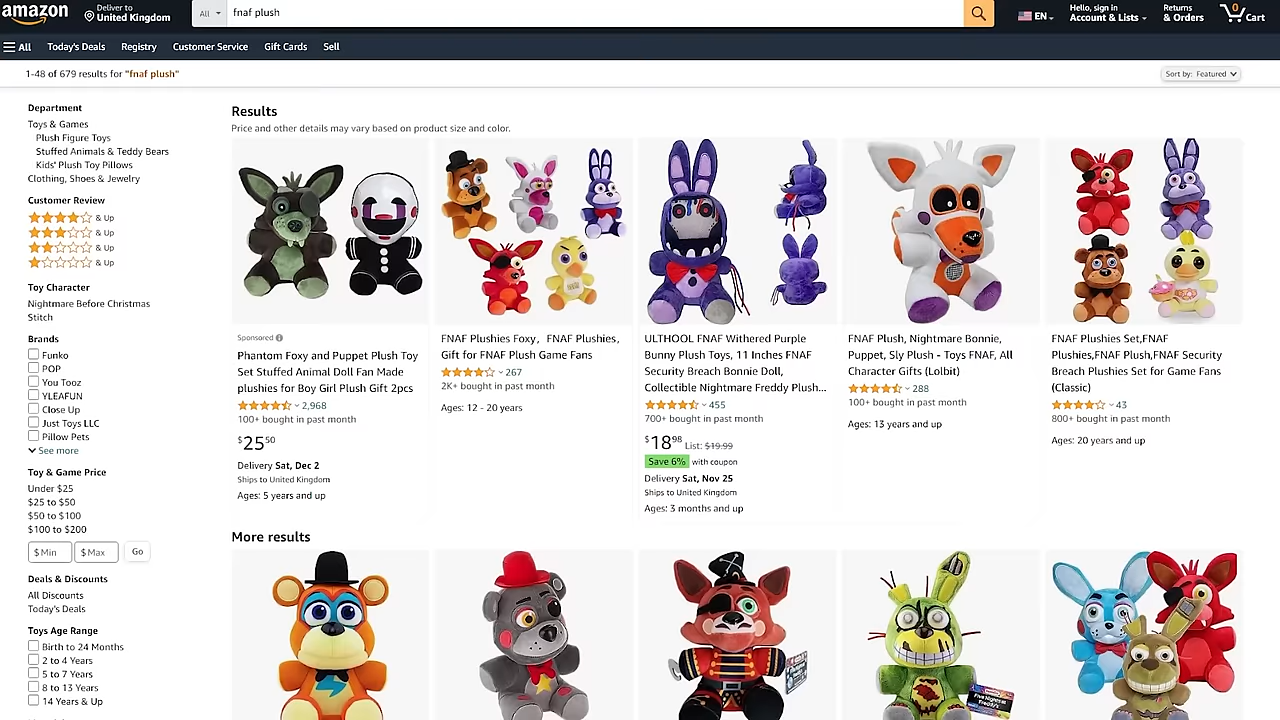 amazon
Deliver to
United Kingdom
All
fnaf plush
EN
Hello, sign in
Account & Lists
Returns
& Orders
0
Cart
All
Today's Deals
Registry
Customer Service
Gift Cards
Sell
1-48 of 679 results for "fnaf plush"
Sort by: Featured
Department
Toys & Games
Plush Figure Toys
Stuffed Animals & Teddy Bears
Kids' Plush Toy Pillows
Clothing, Shoes & Jewelry
Customer Review
& Up
& Up
& Up
& Up
Toy Character
Nightmare Before Christmas
Stitch
Brands
Funko
POP
You Tooz
YLEAFUN
Close Up
Just Toys LLC
Pillow Pets
See more
Toy & Game Price
Under $25
$25 to $50
$50 to $100
$100 to $200
$ Min
$ Max
Go
Deals & Discounts
All Discounts
Today's Deals
Toys Age Range
Birth to 24 Months
2 to 4 Years
5 to 7 Years
8 to 13 Years
14 Years & Up
Results
Price and other details may vary based on product size and color.
Sponsored
Phantom Foxy and Puppet Plush Toy
Set Stuffed Animal Doll Fan Made
plushies for Boy Girl Plush Gift 2pcs
2,968
100+ bought in past month
$25 50
Delivery Sat, Dec 2
Ships to United Kingdom
Ages: 5 years and up
FNAF Plushies Foxy，FNAF Plushies,
Gift for FNAF Plush Game Fans
267
2K+ bought in past month
Ages: 12 - 20 years
ULTHOOL FNAF Withered Purple
Bunny Plush Toys, 11 Inches FNAF
Security Breach Bonnie Doll,
Collectible Nightmare Freddy Plush...
455
700+ bought in past month
$18 98 List: $19.99
Save 6% with coupon
Delivery Sat, Nov 25
Ships to United Kingdom
Ages: 3 months and up
FNAF Plush, Nightmare Bonnie,
Puppet, Sly Plush - Toys FNAF, All
Character Gifts (Lolbit)
288
100+ bought in past month
Ages: 13 years and up
FNAF Plushies Set,FNAF
Plushies,FNAF Plush,FNAF Security
Breach Plushies Set for Game Fans
(Classic)
43
800+ bought in past month
Ages: 20 years and up
More results
Five Nights
Freddy's